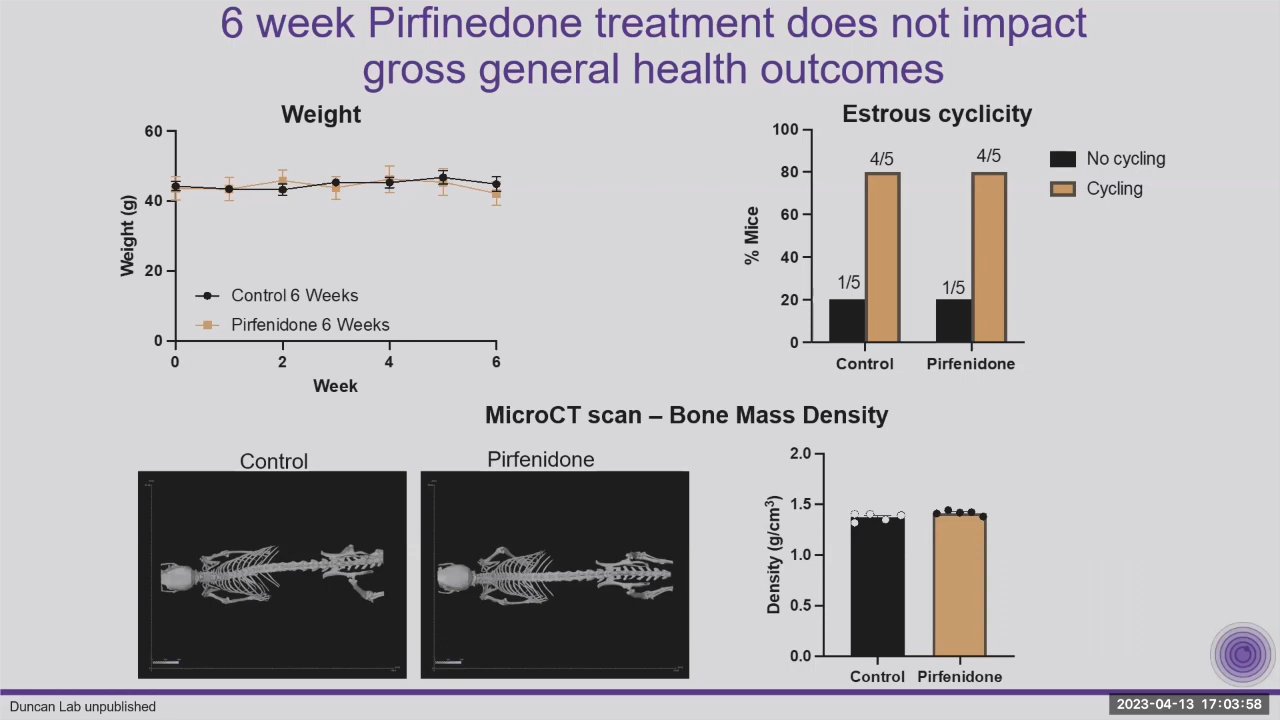 6 week Pirfinedone treatment does not impact
gross general health outcomes
Weight
60
40
20
0
Weight (g)
Control 6 Weeks
Pirfenidone 6 Weeks
0 2 4 6
Week
Estrous cyclicity
100
80
60
40
20
0
% Mice
1/5 4/5 1/5 4/5
Control Pirfenidone
No cycling
Cycling
MicroCT scan – Bone Mass Density
Control Pirfenidone
2.0
1.5
1.0
0.5
0.0
Density (g/cm³)
Control Pirfenidone
Duncan Lab unpublished
2023-04-13 17:03:58